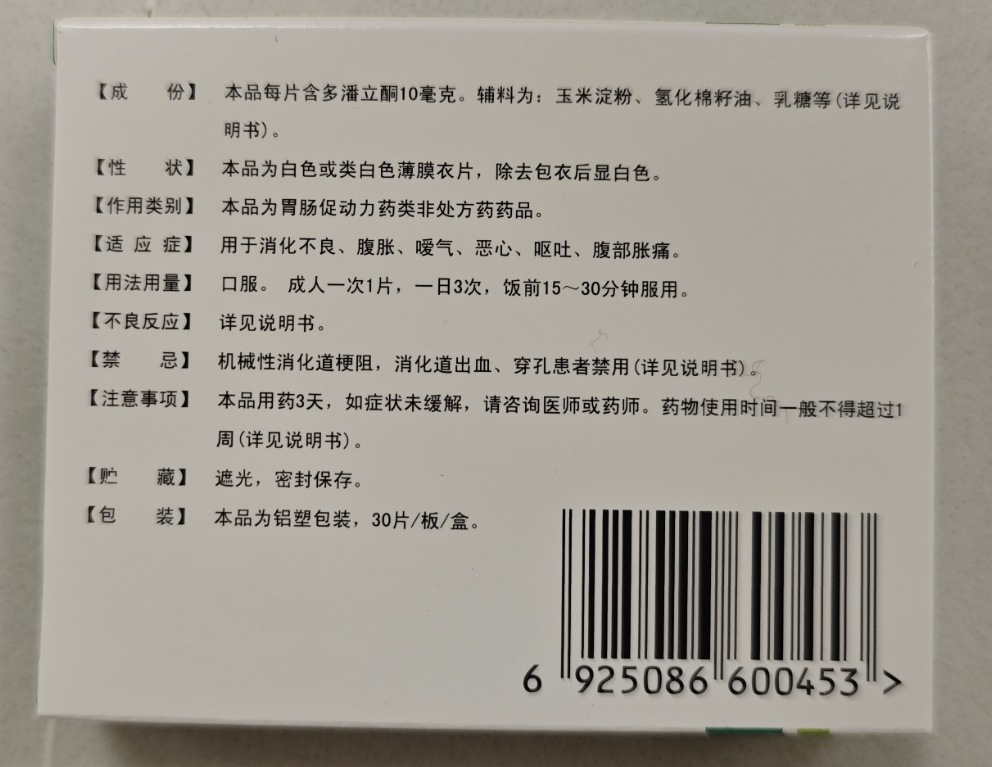 【成　份】 本品每片含多潘立酮10毫克。辅料为：玉米淀粉、氢化棉籽油、乳糖等(详见说
明书)。
【性　状】 本品为白色或类白色薄膜衣片，除去包衣后显白色。
【作用类别】 本品为胃肠促动力药类非处方药药品。
【适 应 症】 用于消化不良、腹胀、嗳气、恶心、呕吐、腹部胀痛。
【用法用量】 口服。 成人一次1片，一日3次，饭前15～30分钟服用。
【不良反应】 详见说明书。
【禁　忌】 机械性消化道梗阻，消化道出血、穿孔患者禁用(详见说明书)。
【注意事项】 本品用药3天，如症状未缓解，请咨询医师或药师。药物使用时间一般不得超过1
周(详见说明书)。
【贮　藏】 遮光，密封保存。
【包　装】 本品为铝塑包装，30片/板/盒。
6 925086 600453 >